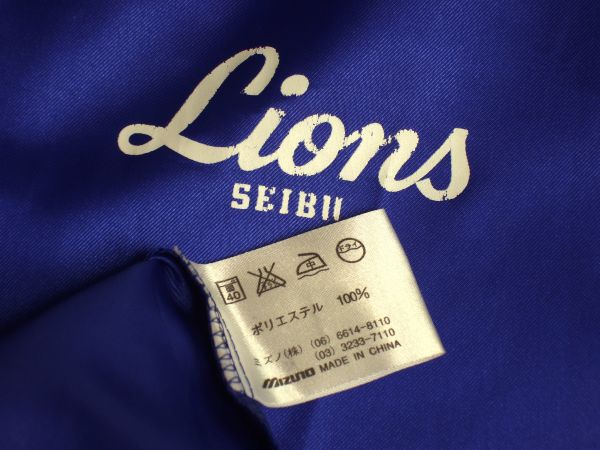 Lions
SEIBU
40 中 ドライ
ポリエステル 100%
ミズノ(株) (06) 6614-8110
(03) 3233-7110
MIZUNO MADE IN CHINA